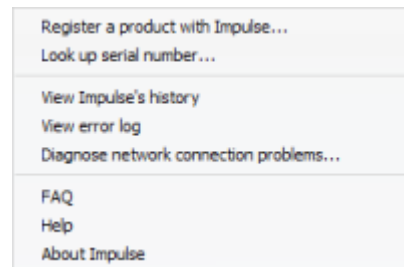 Register a product with Impulse...
Look up serial number...
View Impulse's history
View error log
Diagnose network connection problems...
FAQ
Help
About Impulse